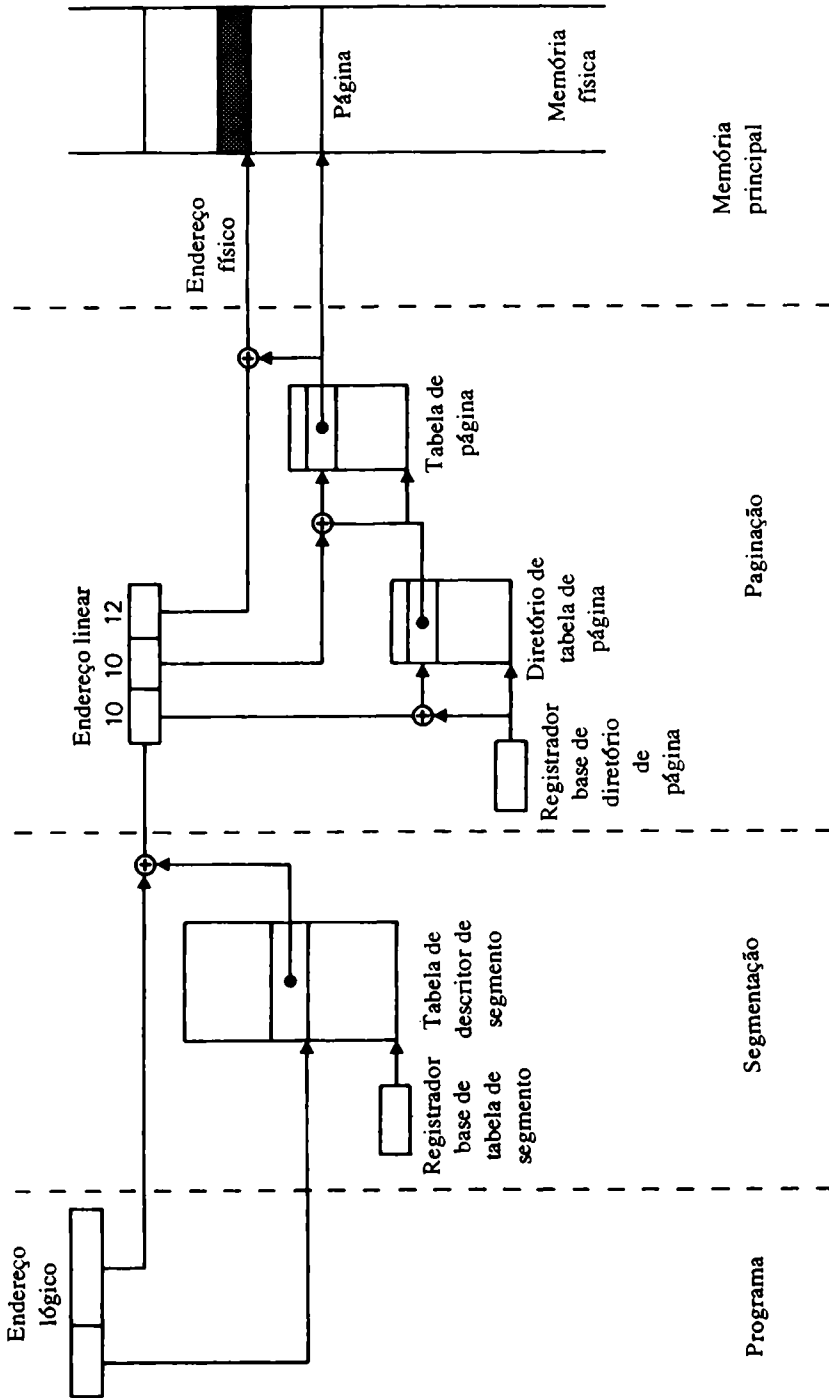 Endereço
lógico
Programa
Registrador
base de
tabela de
segmento
Tabela de
descritor de
segmento
Segmentação
Endereço linear
10
10
12
Registrador
base de
diretório
de
página
Diretório de
tabela de
página
Tabela de
página
Paginação
Endereço
físico
Página
Memória
física
Memória
principal